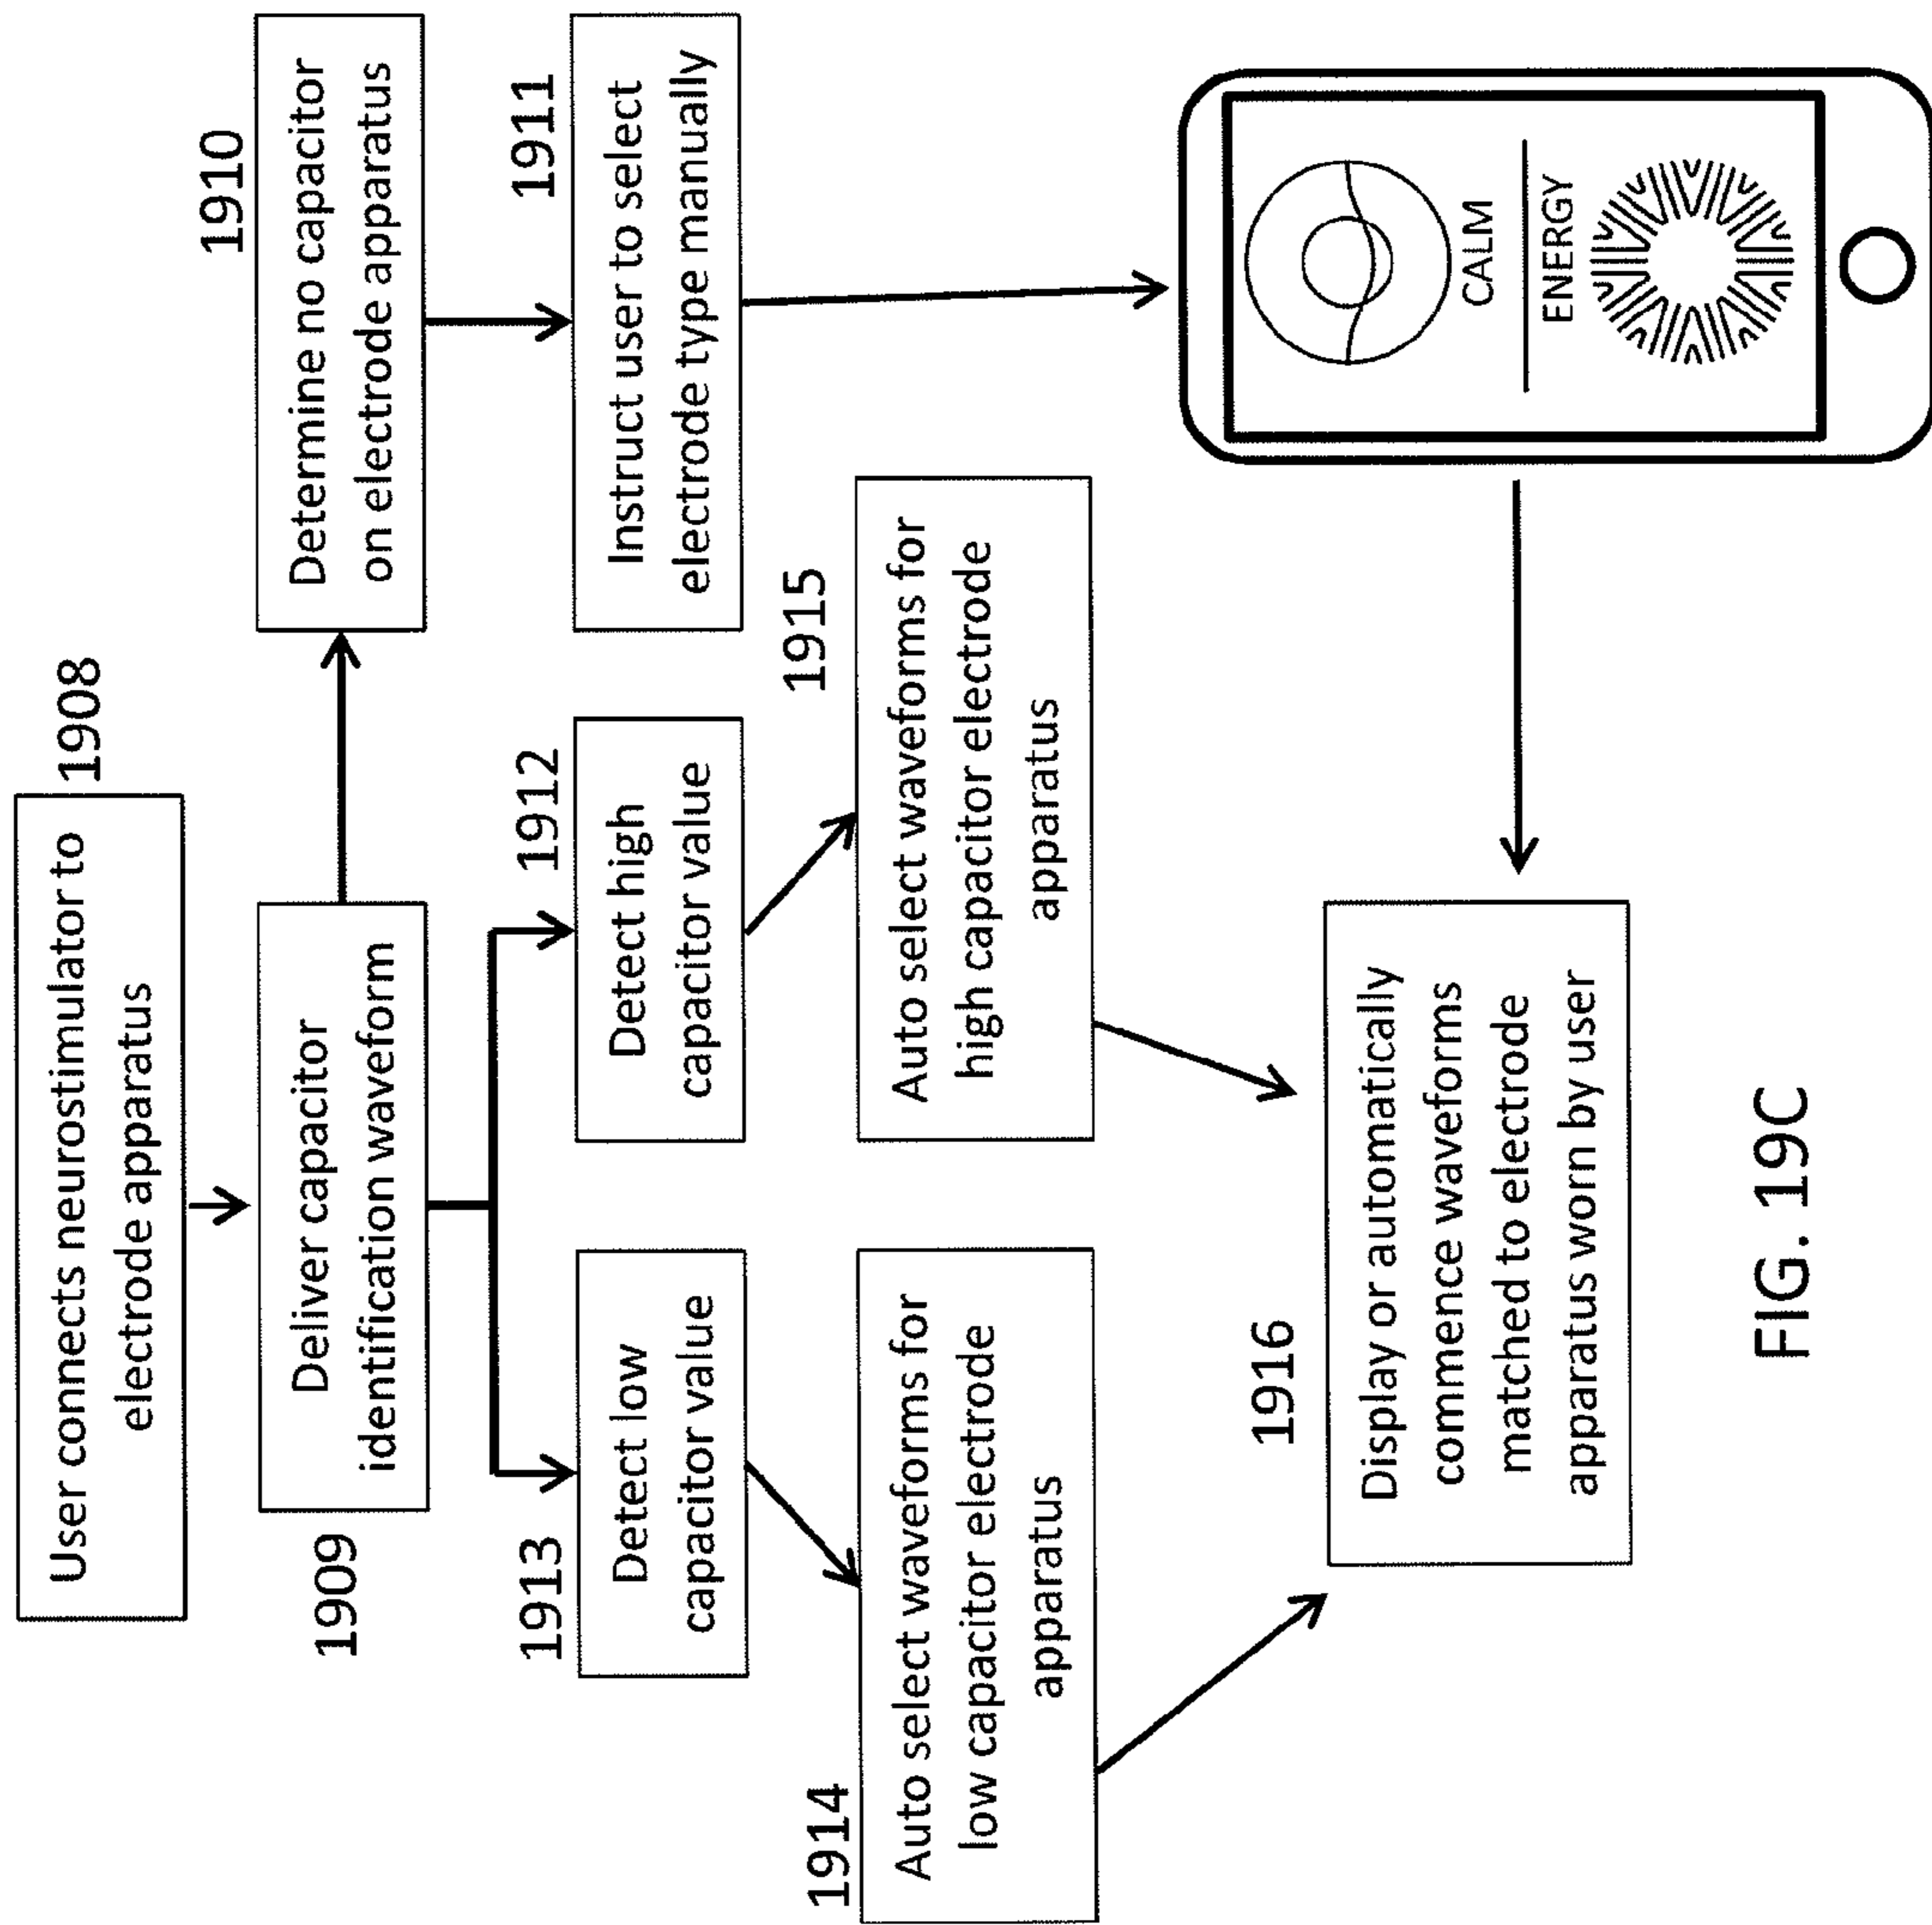 User connects neurostimulator to
electrode apparatus
1908
1909
Deliver capacitor
identification waveform
1910
Determine no capacitor
on electrode apparatus
1911
Instruct user to select
electrode type manually
1913
Detect low
capacitor value
1912
Detect high
capacitor value
1914
Auto select waveforms for
low capacitor electrode
apparatus
1915
Auto select waveforms for
high capacitor electrode
apparatus
CALM
ENERGY
1916
Display or automatically
commence waveforms
matched to electrode
apparatus worn by user
FIG. 19C